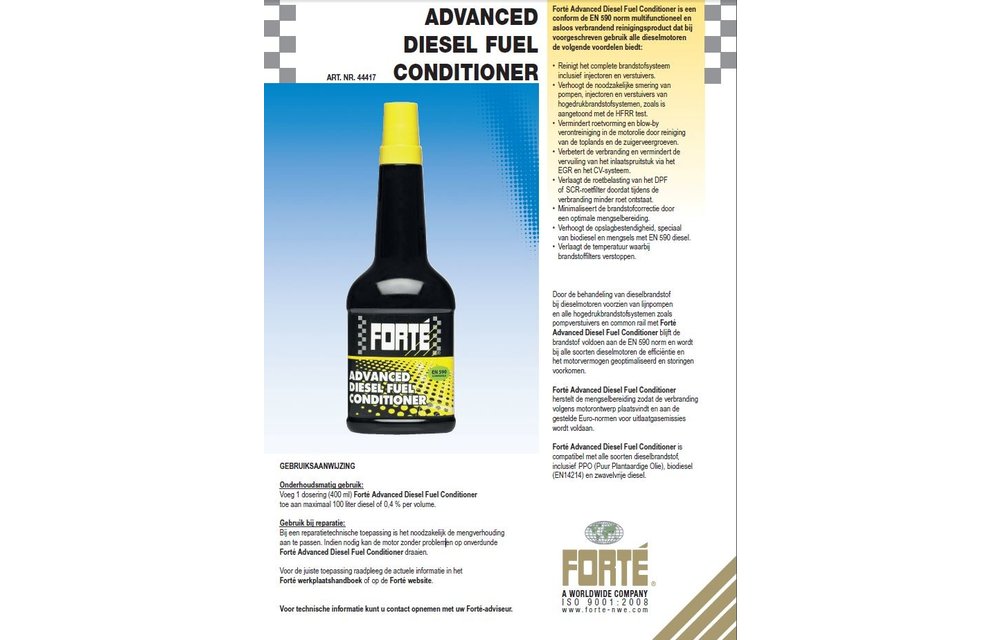 ADVANCED
DIESEL FUEL
CONDITIONER
ART. NR. 44417
FORTÉ
ADVANCED
DIESEL FUEL
CONDITIONER
EN 590
GEBRUIKSAANWIJZING
Onderhoudsmatig gebruik:
Voeg 1 dosering (400 ml) Forté Advanced Diesel Fuel Conditioner
toe aan maximaal 100 liter diesel of 0,4 % per volume.
Gebruik bij reparatie:
Bij een reparatietechnische toepassing is het noodzakelijk de mengverhouding
aan te passen. Indien nodig kan de motor zonder problemen op onverdunde
Forté Advanced Diesel Fuel Conditioner draaien.
Voor de juiste toepassing raadpleeg de actuele informatie in het
Forté werkplaatshandboek of op de Forté website.
Voor technische informatie kunt u contact opnemen met uw Forté-adviseur.
Forté Advanced Diesel Fuel Conditioner is een
conform de EN 590 norm multifunctioneel en
asloos verbrandend reinigingsproduct dat bij
voorgeschreven gebruik alle dieselmotoren
de volgende voordelen biedt:
• Reinigt het complete brandstofsysteem
inclusief injectoren en verstuivers.
• Verhoogt de noodzakelijke smering van
pompen, injectoren en verstuivers van
hogedrukbrandstofsystemen, zoals is
aangetoond met de HFRR test.
• Vermindert roetvorming en blow-by
verontreiniging in de motorolie door reiniging
van de toplands en de zuigerveergroeven.
• Verbetert de verbranding en vermindert de
vervuiling van het inlaatspruitstuk via het
EGR en het CV-systeem.
• Verlaagt de roetbelasting van het DPF
of SCR-roetfilter doordat tijdens de
verbranding minder roet ontstaat.
• Minimaliseert de brandstofcorrectie door
een optimale mengselbereiding.
• Verhoogt de opslagbestendigheid, speciaal
van biodiesel en mengsels met EN 590 diesel.
• Verlaagt de temperatuur waarbij
brandstoffilters verstoppen.
Door de behandeling van dieselbrandstof
bij dieselmotoren voorzien van lijnpompen
en alle hogedrukbrandstofsystemen zoals
pompverstuivers en common rail met Forté
Advanced Diesel Fuel Conditioner blijft de
brandstof voldoen aan de EN 590 norm en wordt
bij alle soorten dieselmotoren de efficiëntie en
het motorvermogen geoptimaliseerd en storingen
voorkomen.
Forté Advanced Diesel Fuel Conditioner
herstelt de mengselbereiding zodat de verbranding
volgens motorontwerp plaatsvindt en aan de
gestelde Euro-normen voor uitlaatgasemissies
wordt voldaan.
Forté Advanced Diesel Fuel Conditioner is
compatibel met alle soorten dieselbrandstof,
inclusief PPO (Puur Plantaardige Olie), biodiesel
(EN14214) en zwavelvrije diesel.
FORTÉ®
A WORLDWIDE COMPANY
ISO 9001:2008
www.forte-nwe.com